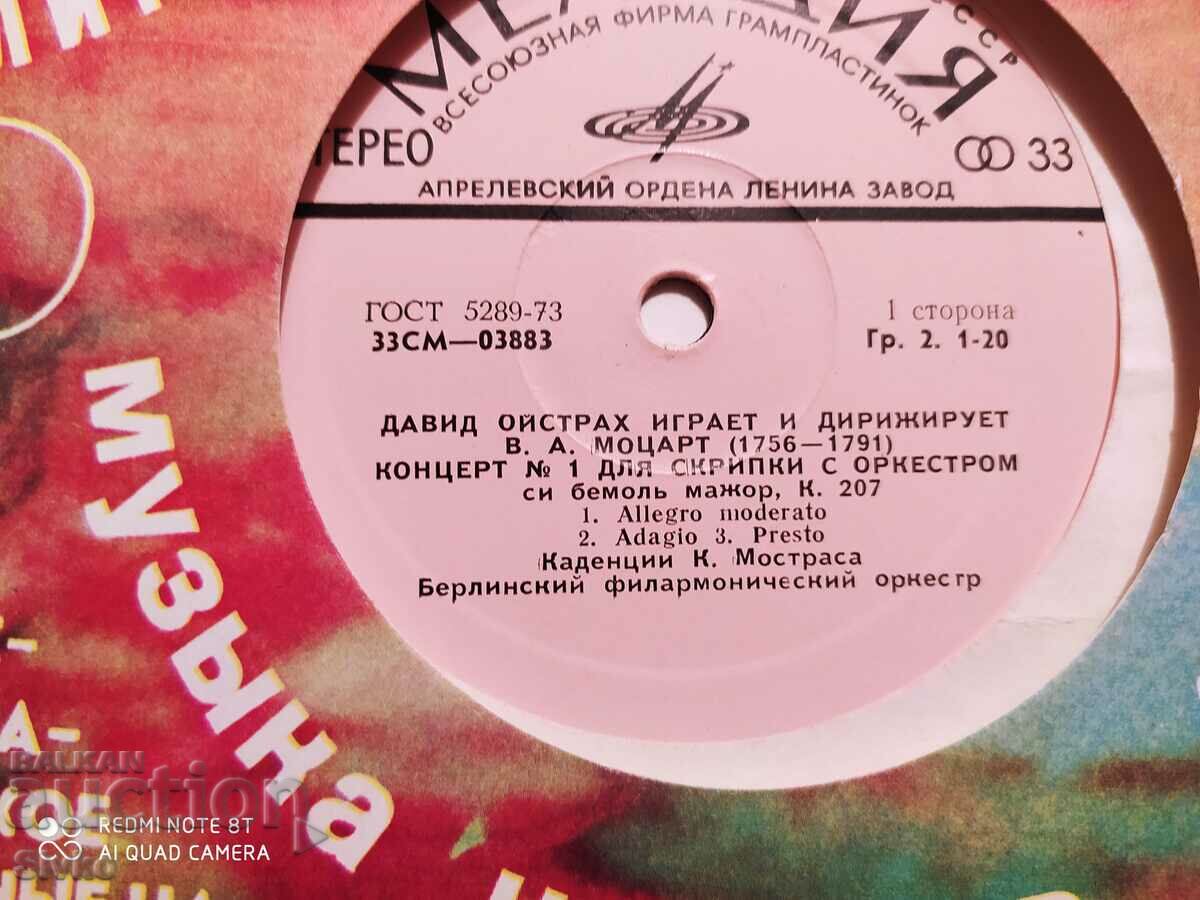 МЕЛОДИЯ
СССР
ВСЕСОЮЗНАЯ ФИРМА ГРАМПЛАСТИНОК
ТЕРЕО
33
АПРЕЛЕВСКИЙ ОРДЕНА ЛЕНИНА ЗАВОД
ГОСТ 5289-73
33СМ—03883
1 сторона
Гр. 2. 1-20
ДАВИД ОЙСТРАХ ИГРАЕТ И ДИРИЖИРУЕТ
В. А. МОЦАРТ (1756—1791)
КОНЦЕРТ № 1 ДЛЯ СКРИПКИ С ОРКЕСТРОМ
си бемоль мажор, К. 207
1. Allegro moderato
2. Adagio 3. Presto
Каденции К. Мостраса
Берлинский филармонический оркестр
музына
BALKAN
auction
REDMI NOTE 8T
AI QUAD CAMERA
Sivko